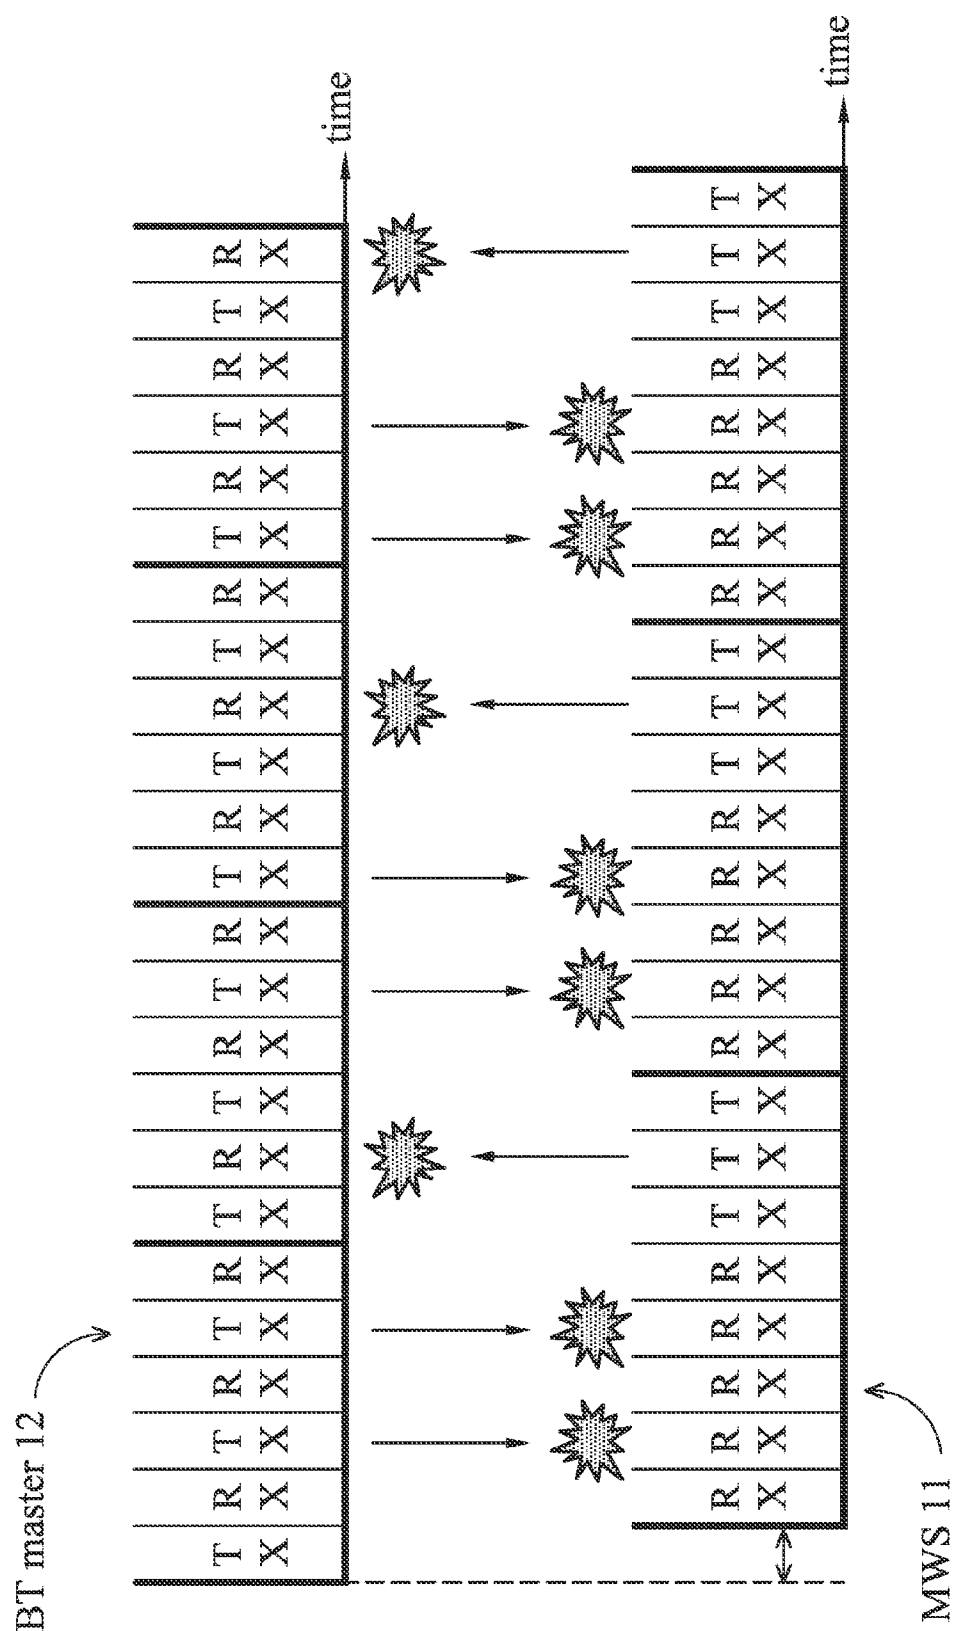 BT master 12
T R T R T R T R T R T R T R T R T R T R T R T R
X X X X X X X X X X X X X X X X X X X X X X X X
time
R R R R R T T T R R R R R T T T R R R R R T T T
X X X X X X X X X X X X X X X X X X X X X X X X
time
MWS 11